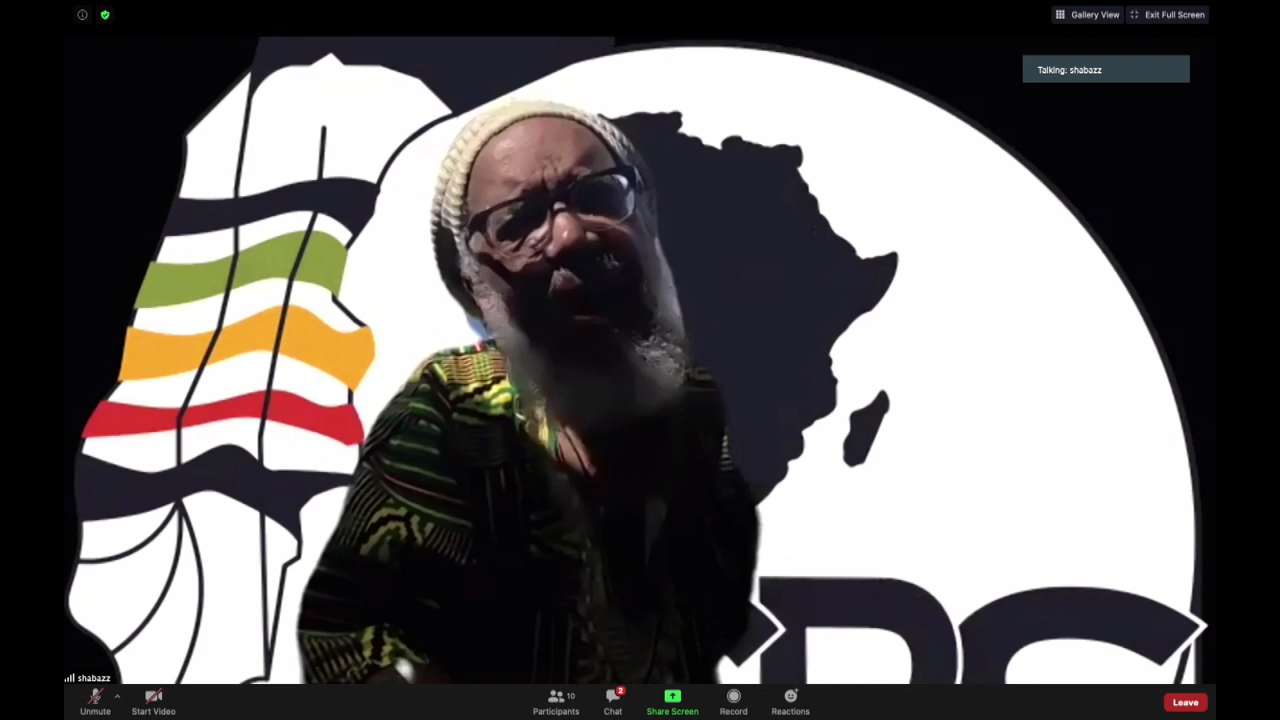 Gallery View
Exit Full Screen
Talking: shabazz
shabazz
Unmute
Start Video
Participants
10
Chat
2
Share Screen
Record
Reactions
Leave